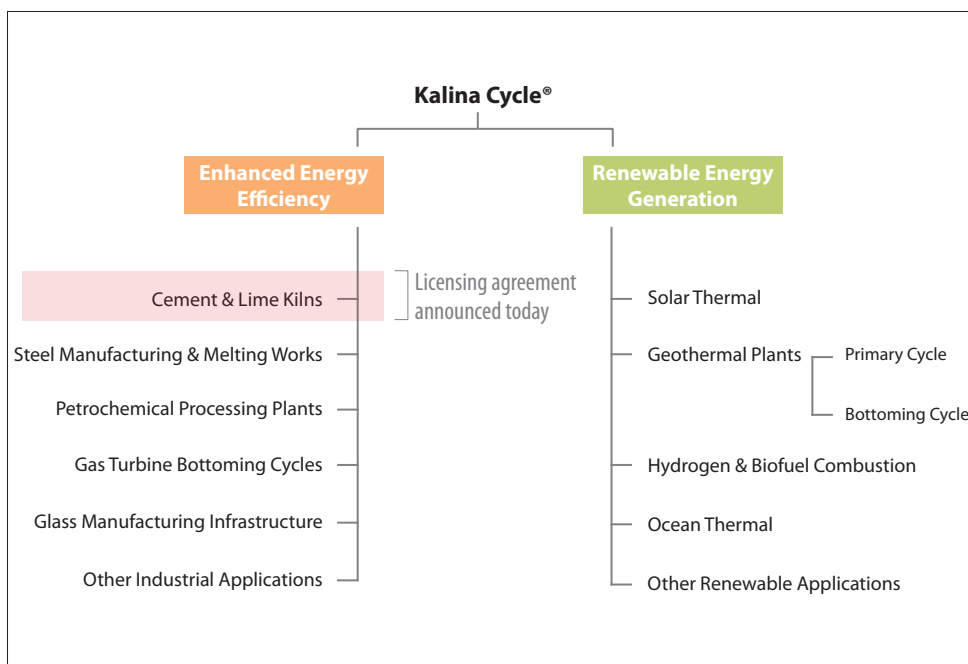 Kalina Cycle®
Enhanced Energy
Efficiency
Cement & Lime Kilns
Licensing agreement
announced today
Steel Manufacturing & Melting Works
Petrochemical Processing Plants
Gas Turbine Bottoming Cycles
Glass Manufacturing Infrastructure
Other Industrial Applications
Renewable Energy
Generation
Solar Thermal
Geothermal Plants
Primary Cycle
Bottoming Cycle
Hydrogen & Biofuel Combustion
Ocean Thermal
Other Renewable Applications